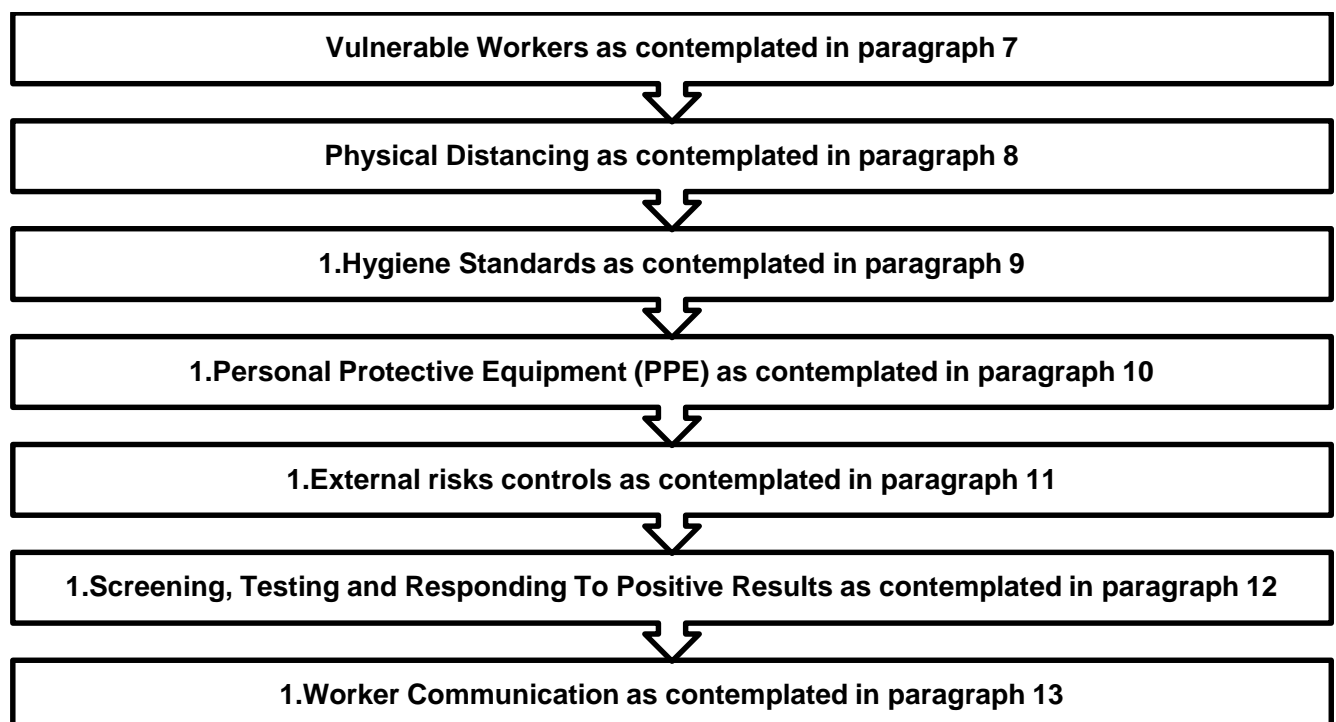 Vulnerable Workers as contemplated in paragraph 7
Physical Distancing as contemplated in paragraph 8
1.Hygiene Standards as contemplated in paragraph 9
1.Personal Protective Equipment (PPE) as contemplated in paragraph 10
1.External risks controls as contemplated in paragraph 11
1.Screening, Testing and Responding To Positive Results as contemplated in paragraph 12
1.Worker Communication as contemplated in paragraph 13